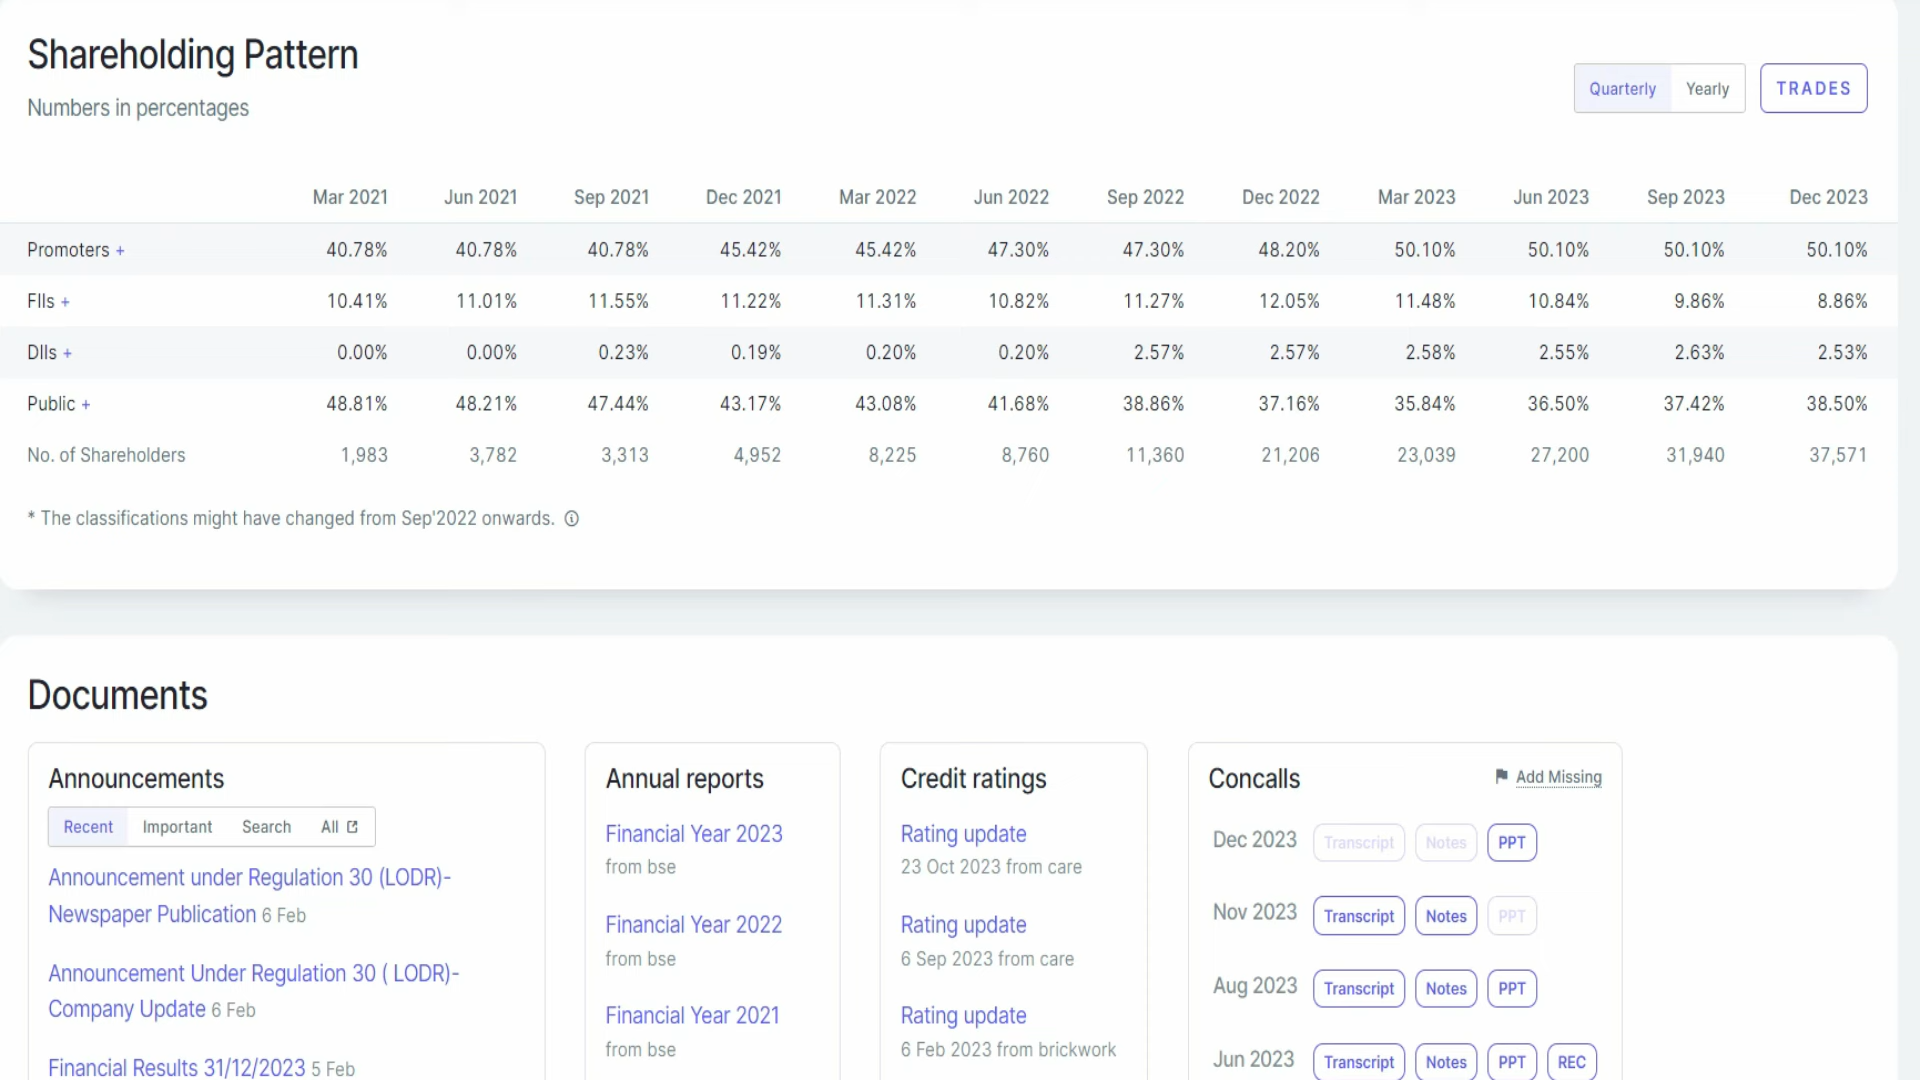 Shareholding Pattern
Numbers in percentages
Quarterly Yearly TRADES
Mar 2021 Jun 2021 Sep 2021 Dec 2021 Mar 2022 Jun 2022 Sep 2022 Dec 2022 Mar 2023 Jun 2023 Sep 2023 Dec 2023
Promoters + 40.78% 40.78% 40.78% 45.42% 45.42% 47.30% 47.30% 48.20% 50.10% 50.10% 50.10% 50.10%
FIIs + 10.41% 11.01% 11.55% 11.22% 11.31% 10.82% 11.27% 12.05% 11.48% 10.84% 9.86% 8.86%
DIIs + 0.00% 0.00% 0.23% 0.19% 0.20% 0.20% 2.57% 2.57% 2.58% 2.55% 2.63% 2.53%
Public + 48.81% 48.21% 47.44% 43.17% 43.08% 41.68% 38.86% 37.16% 35.84% 36.50% 37.42% 38.50%
No. of Shareholders 1,983 3,782 3,313 4,952 8,225 8,760 11,360 21,206 23,039 27,200 31,940 37,571
* The classifications might have changed from Sep'2022 onwards.
Documents
Announcements
Recent Important Search All
Announcement under Regulation 30 (LODR)-
Newspaper Publication 6 Feb
Announcement Under Regulation 30 ( LODR)-
Company Update 6 Feb
Financial Results 31/12/2023 5 Feb
Annual reports
Financial Year 2023
from bse
Financial Year 2022
from bse
Financial Year 2021
from bse
Credit ratings
Rating update
23 Oct 2023 from care
Rating update
6 Sep 2023 from care
Rating update
6 Feb 2023 from brickwork
Concalls Add Missing
Dec 2023 Transcript Notes PPT
Nov 2023 Transcript Notes PPT
Aug 2023 Transcript Notes PPT
Jun 2023 Transcript Notes PPT REC